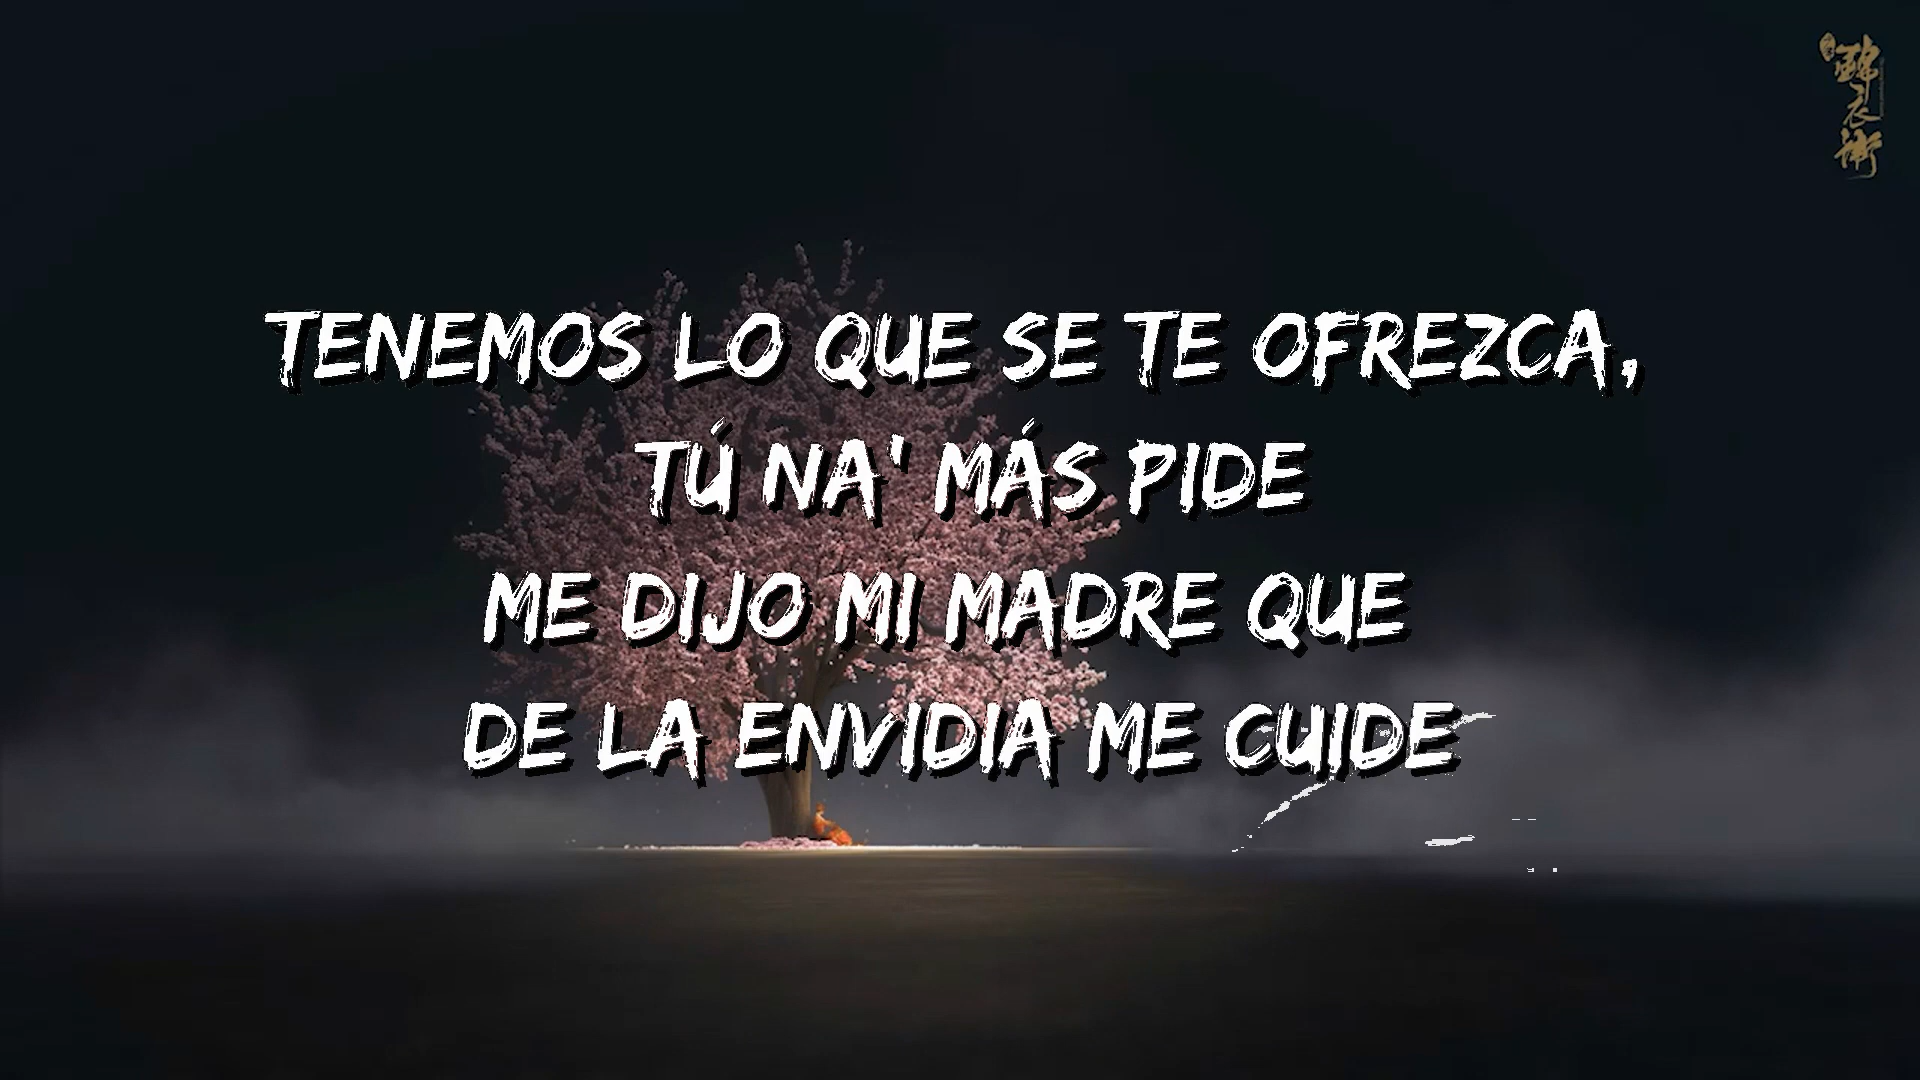 TENEMOS LO QUE SE TE OFREZCA,
TÚ NA' MÁS PIDE
ME DIJO MI MADRE QUE
DE LA ENVIDIA ME CUIDE